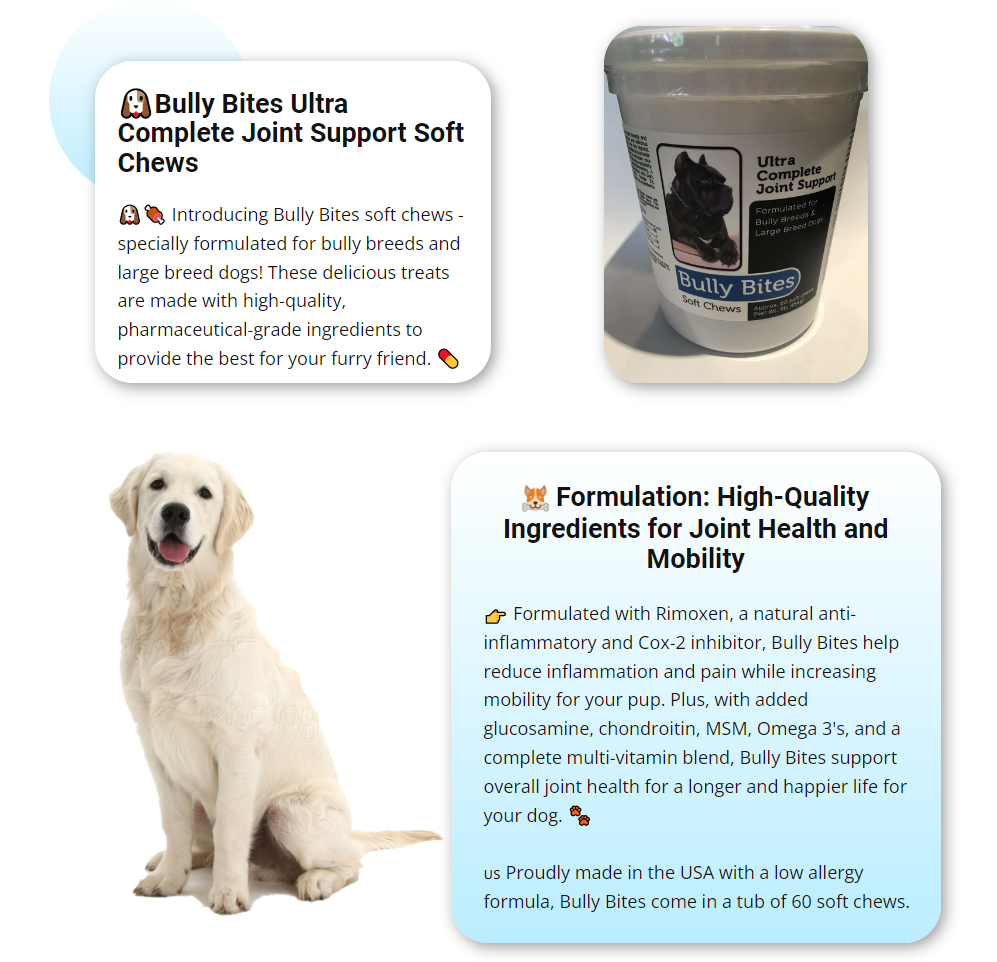 Bully Bites Ultra
Complete Joint Support Soft
Chews
Introducing Bully Bites soft chews -
specially formulated for bully breeds and
large breed dogs! These delicious treats
are made with high-quality,
pharmaceutical-grade ingredients to
provide the best for your furry friend.
Ultra
Complete
Joint Support
Formulated for
Bully Breeds &
Large Breed Dogs
Bully Bites
Soft Chews
Formulation: High-Quality
Ingredients for Joint Health and
Mobility
Formulated with Rimoxen, a natural anti-
inflammatory and Cox-2 inhibitor, Bully Bites help
reduce inflammation and pain while increasing
mobility for your pup. Plus, with added
glucosamine, chondroitin, MSM, Omega 3's, and a
complete multi-vitamin blend, Bully Bites support
overall joint health for a longer and happier life for
your dog.
US Proudly made in the USA with a low allergy
formula, Bully Bites come in a tub of 60 soft chews.